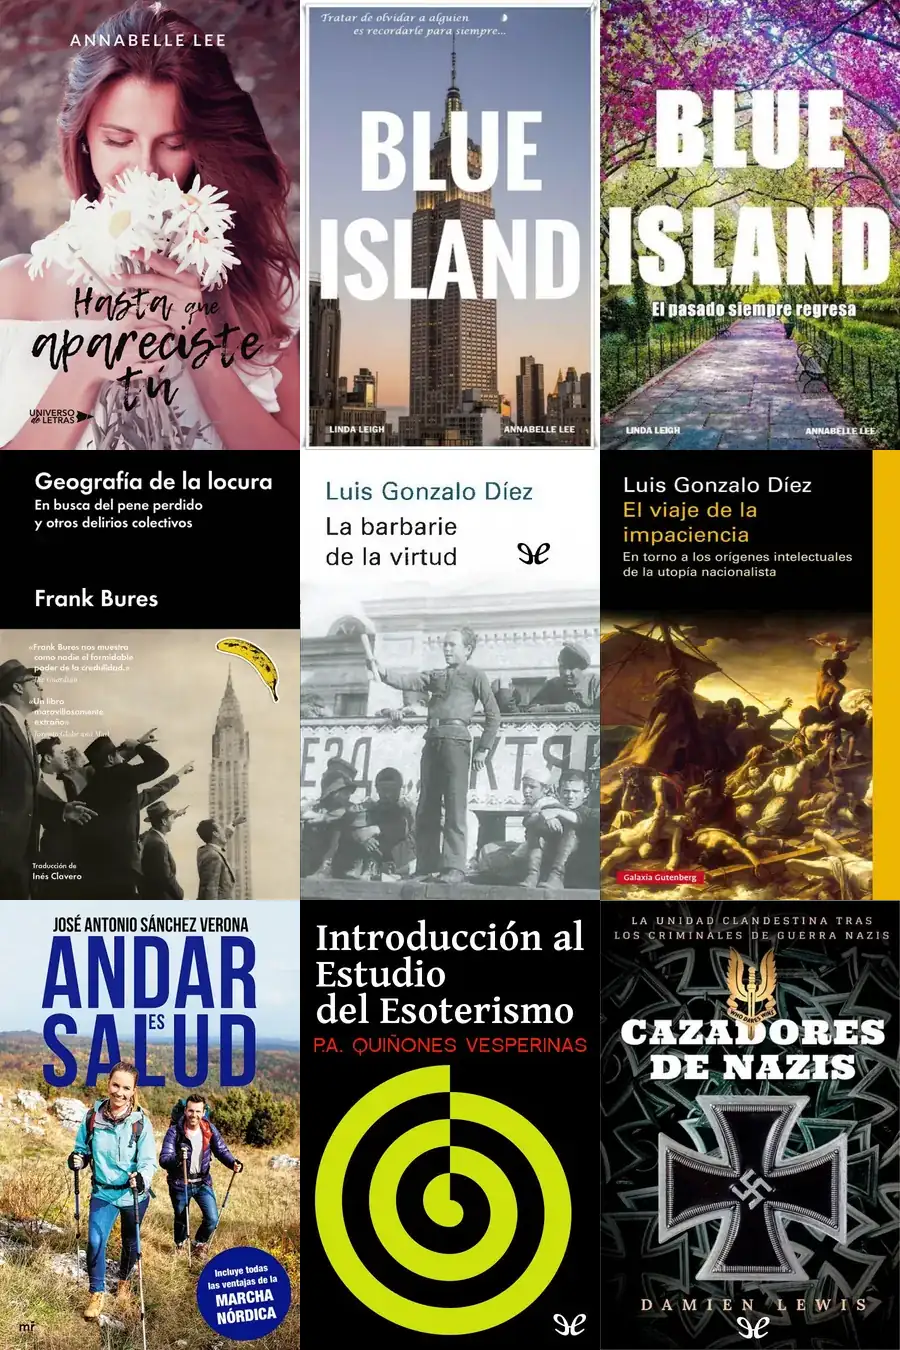 ANNABELLE LEE
Hasta que
apareciste
tú
UNIVERSO
de LETRAS
Tratar de olvidar a alguien
es recordarle para siempre...
BLUE
ISLAND
LINDA LEIGH
ANNABELLE LEE
BLUE
ISLAND
El pasado siempre regresa
LINDA LEIGH
ANNABELLE LEE
Geografía de la locura
En busca del pene perdido
y otros delirios colectivos
Frank Bures
«Frank Bures nos muestra
como nadie el formidable
poder de la credulidad.»
The Guardian
«Un libro
maravillosamente
extraño»
Toronto Globe and Mail
Traducción de
Inés Clavero
Luis Gonzalo Díez
La barbarie
de la virtud
Luis Gonzalo Díez
El viaje de la
impaciencia
En torno a los orígenes intelectuales
de la utopía nacionalista
Galaxia Gutenberg
JOSÉ ANTONIO SÁNCHEZ VERONA
ANDAR
ES
SALUD
Incluye todas
las ventajas de la
MARCHA
NÓRDICA
mr
Introducción al
Estudio
del Esoterismo
P.A. QUIÑONES VESPERINAS
LA UNIDAD CLANDESTINA TRAS
LOS CRIMINALES DE GUERRA NAZIS
WHO DARES WINS
CAZADORES
DE NAZIS
DAMIEN LEWIS